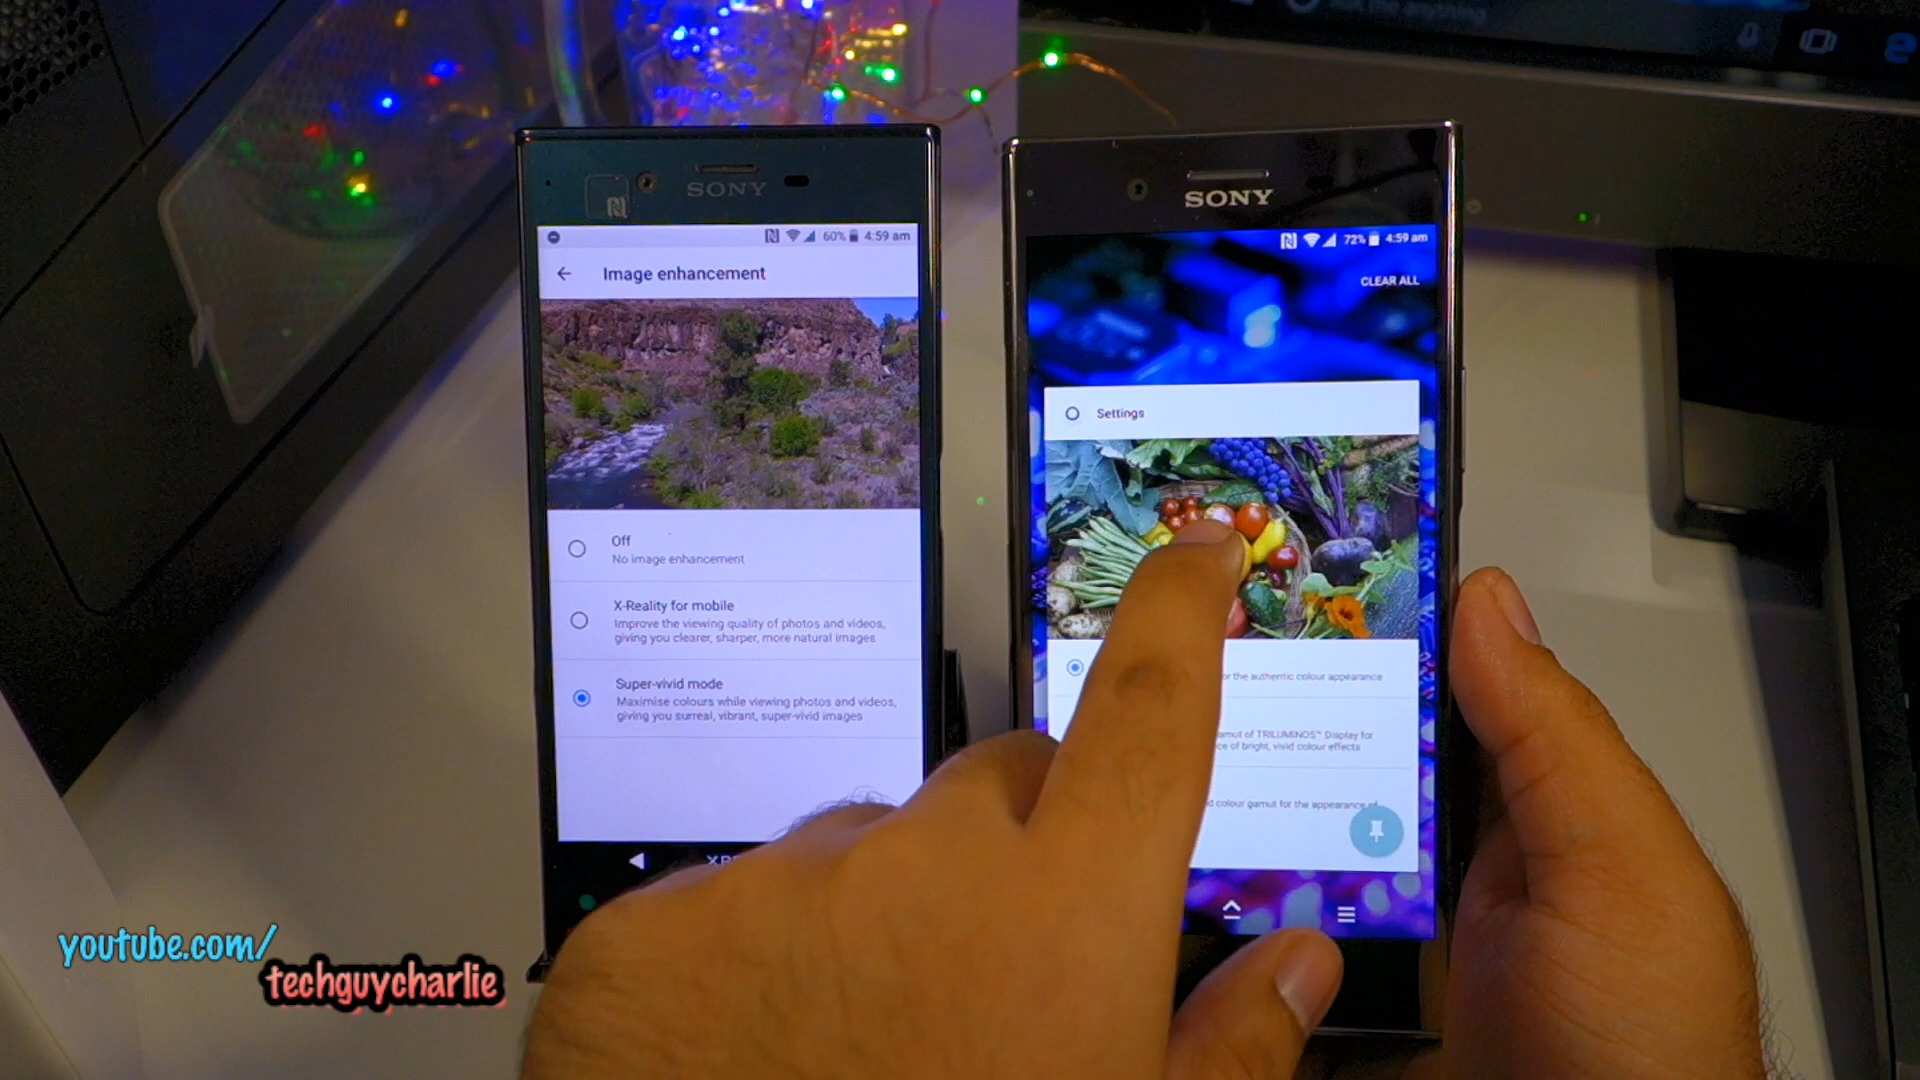 SONY
60% 4:59 am
Image enhancement
Off
No image enhancement
X-Reality for mobile
Improve the viewing quality of photos and videos,
giving you clearer, sharper, more natural images
Super-vivid mode
Maximise colours while viewing photos and videos,
giving you surreal, vibrant, super-vivid images
SONY
72% 4:59 am
CLEAR ALL
Settings
for the authentic colour appearance
of TRILUMINOS™ Display for
of bright, vivid colour effects
colour gamut for the appearance of
youtube.com/
techguycharlie